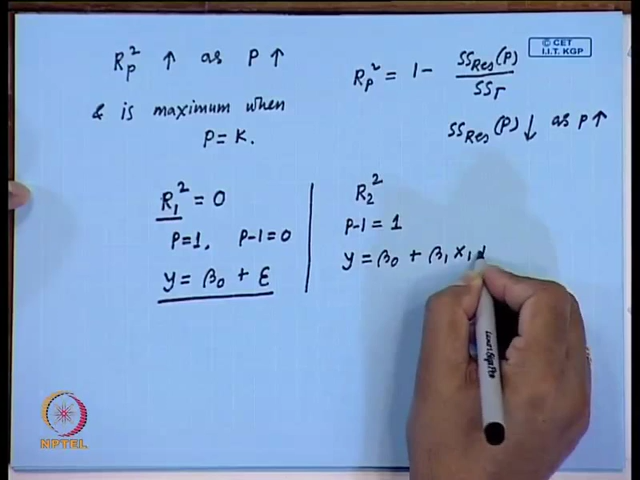 R_p^2 ↑ as P ↑
& is maximum when
P = K.
R_p^2 = 1 - SS_Res(P) / SS_T
SS_Res(P) ↓ as P ↑
R_1^2 = 0
P=1, P-1=0
y = β_0 + ε
R_2^2
P-1 = 1
y = β_0 + β_1 x_1
© CET
I.I.T. KGP
NPTEL